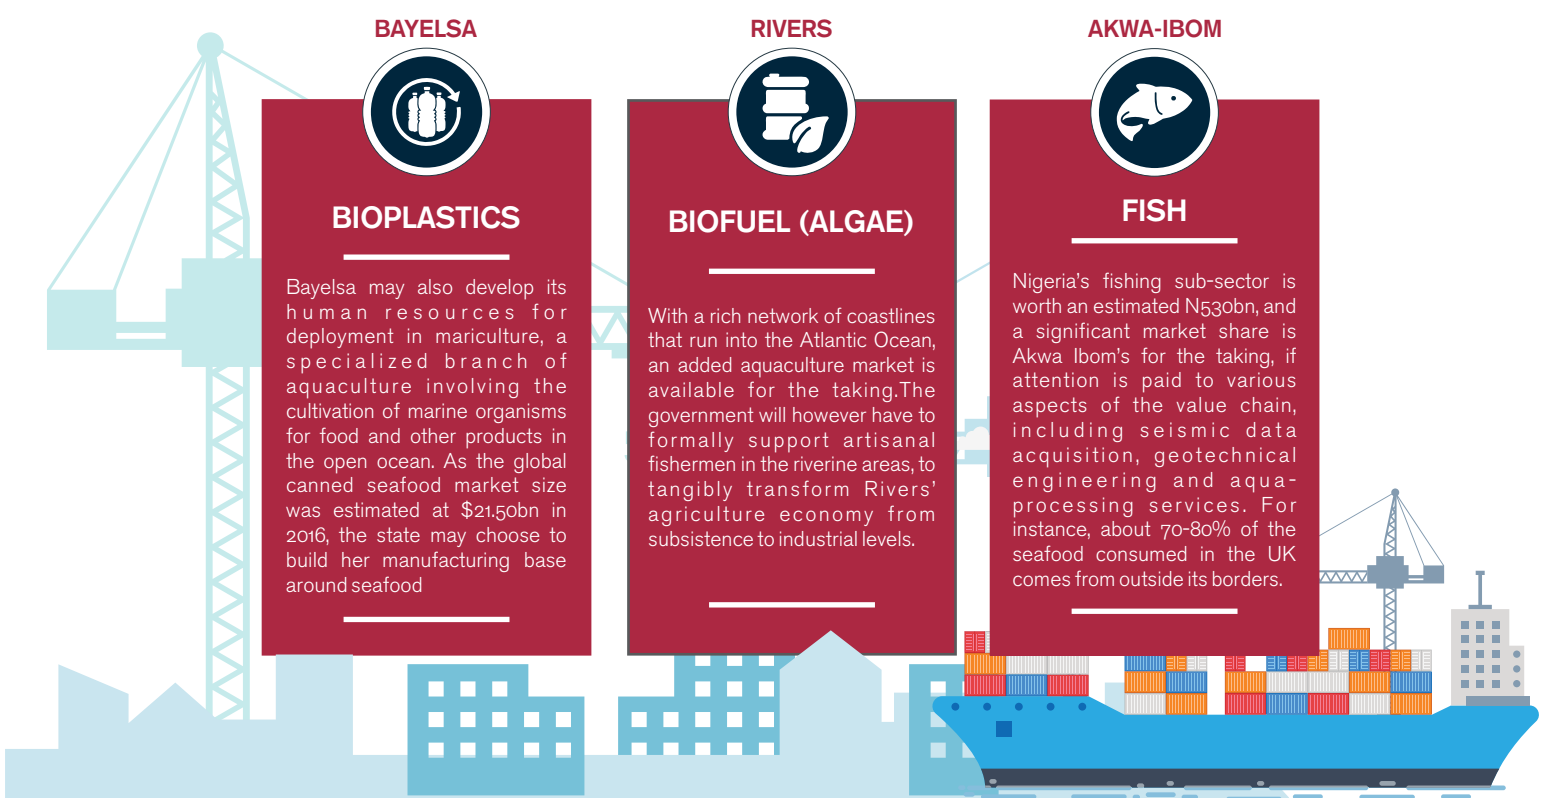 BAYELSA
BIOPLASTICS
Bayelsa may also develop its
human resources for
deployment in mariculture, a
specialized branch of
aquaculture involving the
cultivation of marine organisms
for food and other products in
the open ocean. As the global
canned seafood market size
was estimated at $21.50bn in
2016, the state may choose to
build her manufacturing base
around seafood
RIVERS
BIOFUEL (ALGAE)
With a rich network of coastlines
that run into the Atlantic Ocean,
an added aquaculture market is
available for the taking.The
government will however have to
formally support artisanal
fishermen in the riverine areas, to
tangibly transform Rivers'
agriculture economy from
subsistence to industrial levels.
AKWA-IBOM
FISH
Nigeria's fishing sub-sector is
worth an estimated N530bn, and
a significant market share is
Akwa Ibom's for the taking, if
attention is paid to various
aspects of the value chain,
including seismic data
acquisition, geotechnical
engineering and aqua-
processing services. For
instance, about 70-80% of the
seafood consumed in the UK
comes from outside its borders.